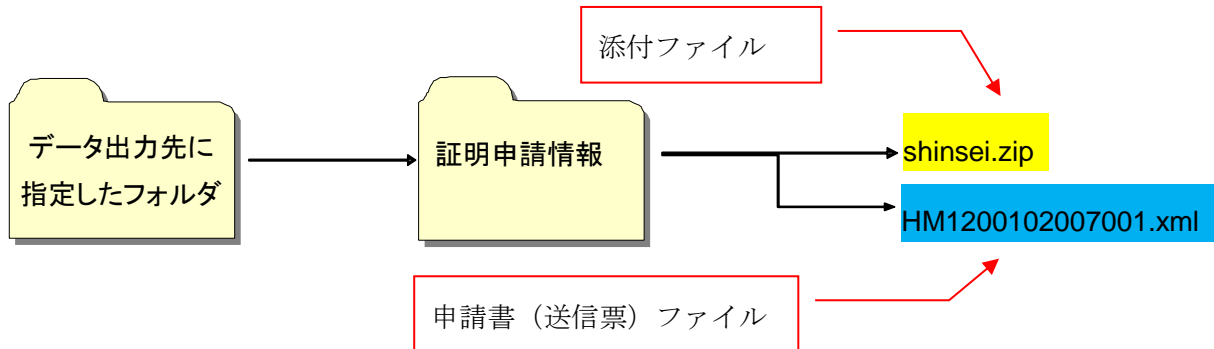 添付ファイル
データ出力先に
指定したフォルダ
証明申請情報
shinsei.zip
HM1200102007001.xml
申請書（送信票）ファイル